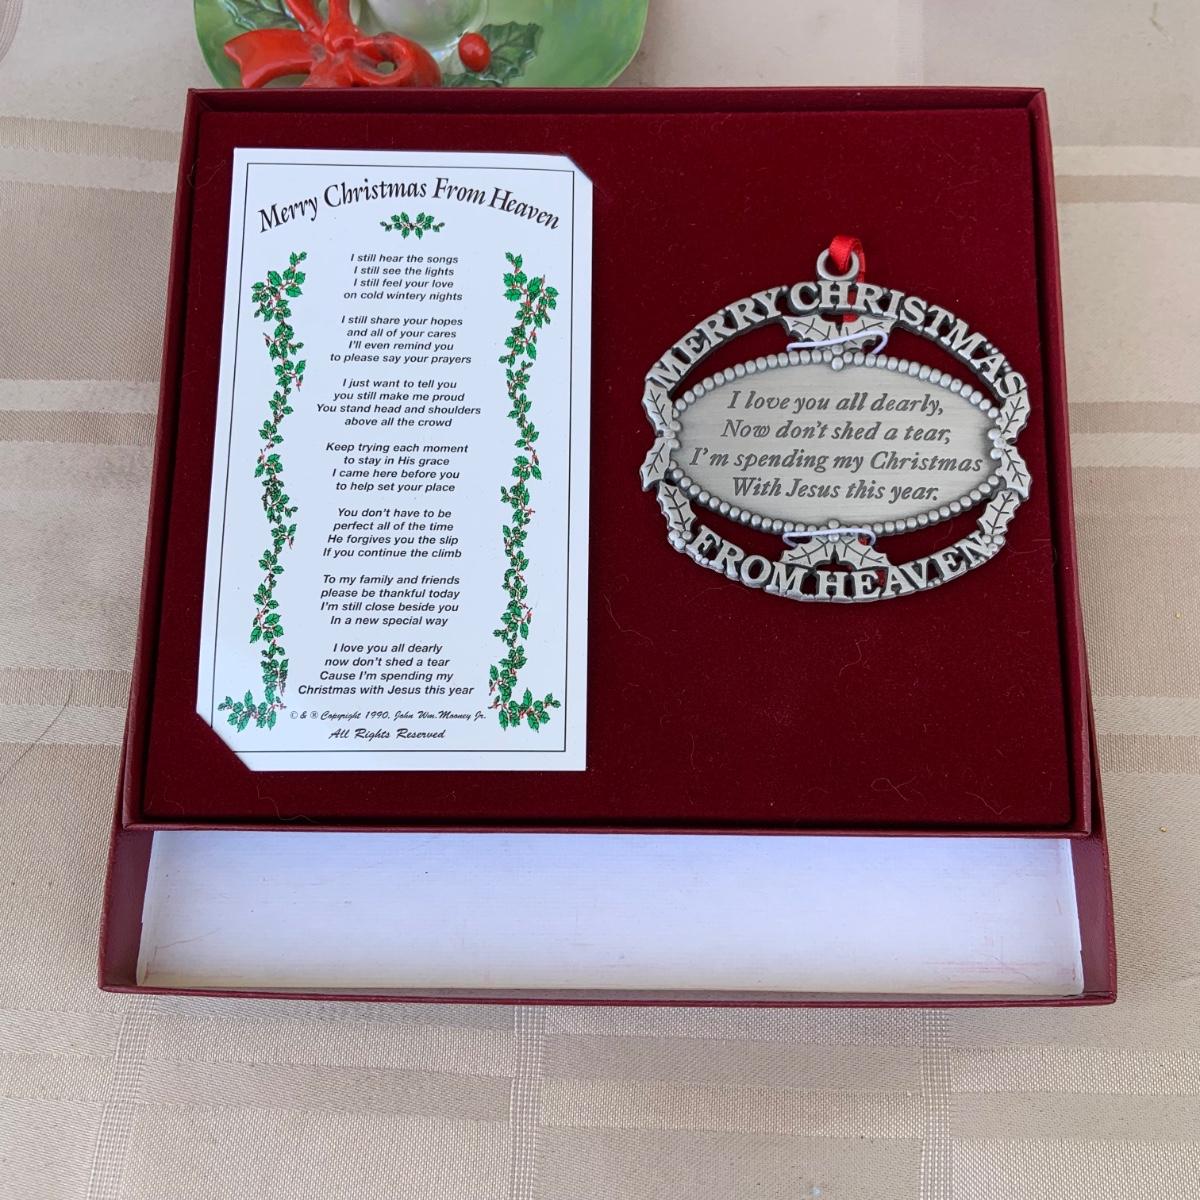 Merry Christmas From Heaven
I still hear the songs
I still see the lights
I still feel your love
on cold wintery nights
I still share your hopes
and all of your cares
I'll even remind you
to please say your prayers
I just want to tell you
you still make me proud
You stand head and shoulders
above all the crowd
Keep trying each moment
to stay in His grace
I came here before you
to help set your place
You don't have to be
perfect all of the time
He forgives you the slip
If you continue the climb
To my family and friends
please be thankful today
I'm still close beside you
In a new special way
I love you all dearly
now don't shed a tear
Cause I'm spending my
Christmas with Jesus this year
© & ® Copyright 1990, John Wm. Mooney Jr.
All Rights Reserved
MERRY CHRISTMAS
I love you all dearly,
Now don't shed a tear,
I'm spending my Christmas
With Jesus this year.
FROM HEAVEN